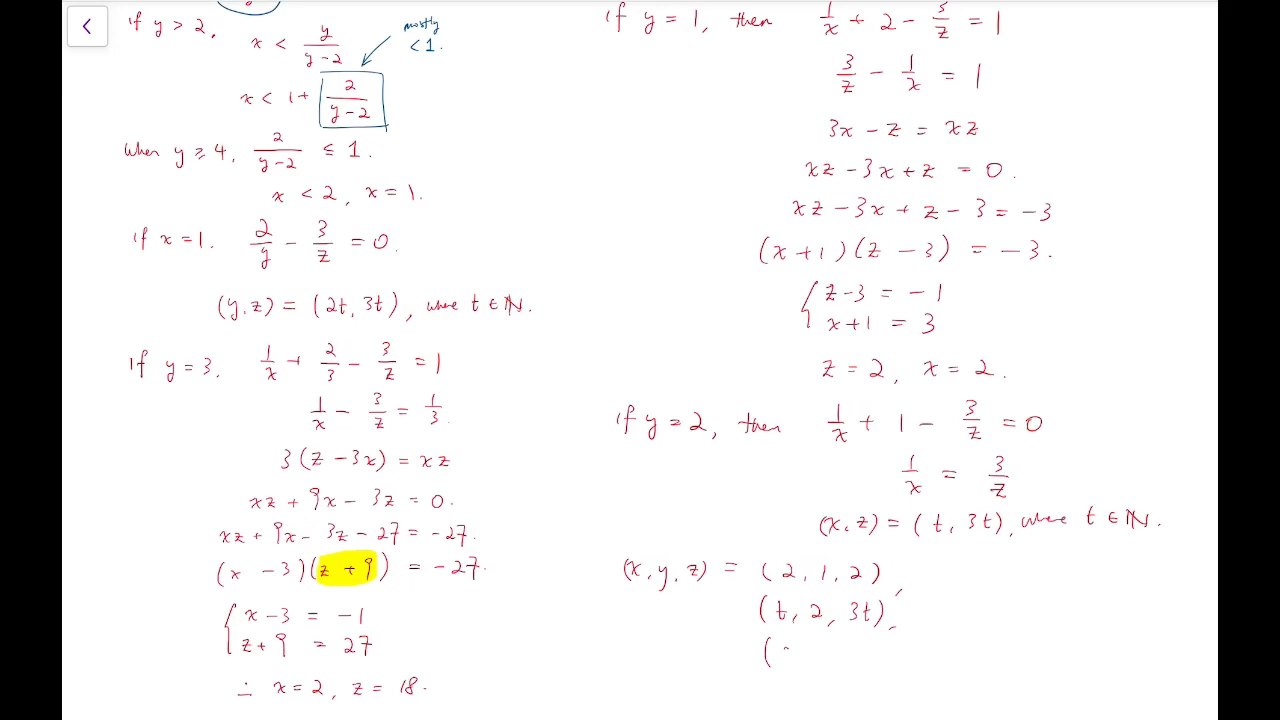 If y > 2, x < y/(y-2)
mostly < 1.
x < 1 + 2/(y-2)
When y ≥ 4, 2/(y-2) ≤ 1.
x < 2, x = 1.
If x = 1. 2/y - 3/z = 0.
(y, z) = (2t, 3t), where t ∈ ℕ.
If y = 3. 1/x + 2/3 - 3/z = 1
1/x - 3/z = 1/3.
3(z - 3x) = xz
xz + 9x - 3z = 0.
xz + 9x - 3z - 27 = -27.
(x - 3)(z + 9) = -27.
{ x - 3 = -1
z + 9 = 27
∴ x = 2, z = 18.
If y = 1, then 1/x + 2 - 3/z = 1
3/z - 1/x = 1
3x - z = xz
xz - 3x + z = 0.
xz - 3x + z - 3 = -3
(x + 1)(z - 3) = -3.
{ z - 3 = -1
x + 1 = 3
z = 2, x = 2.
If y = 2, then 1/x + 1 - 3/z = 0
1/x = 3/z
(x, z) = (t, 3t), where t ∈ ℕ.
(x, y, z) = (2, 1, 2),
(t, 2, 3t),
(